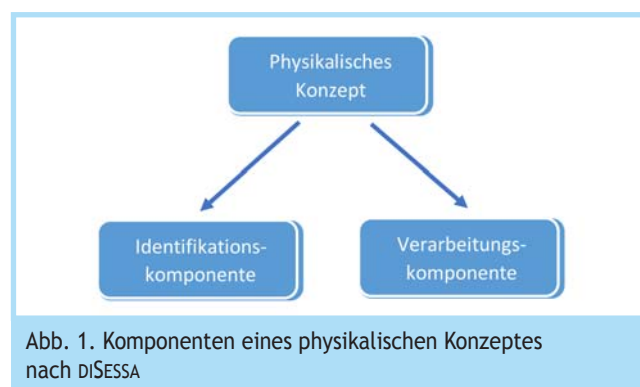 Physikalisches
Konzept
Identifikations-
komponente
Verarbeitungs-
komponente
Abb. 1. Komponenten eines physikalischen Konzeptes
nach DISESSA